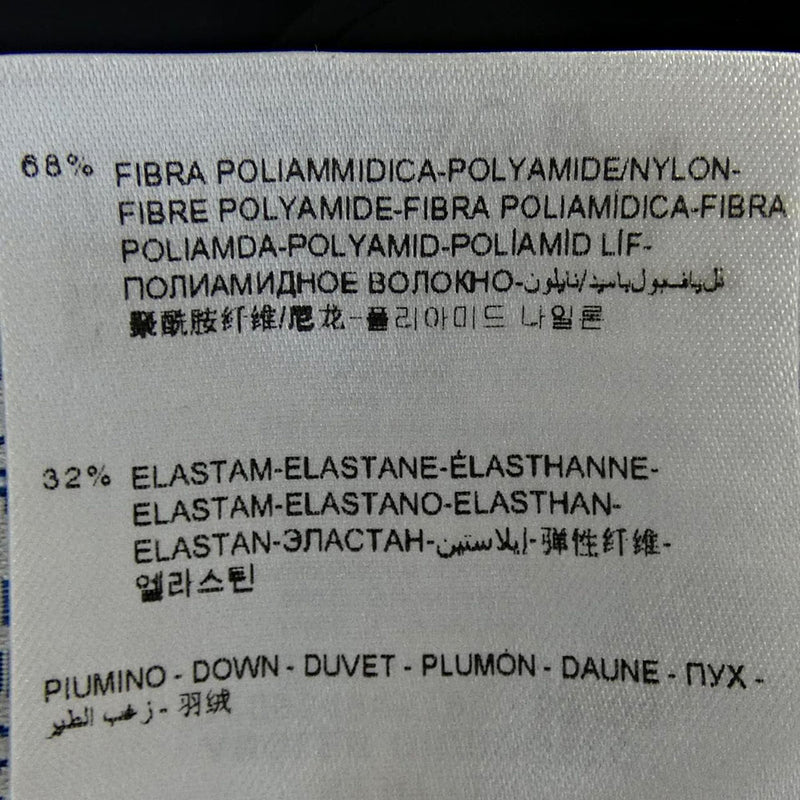 68% FIBRA POLIAMMIDICA-POLYAMIDE/NYLON-
FIBRE POLYAMIDE-FIBRA POLIAMÍDICA-FIBRA
POLIAMDA-POLYAMID-POLİAMİD LİF-
ПОЛИАМИДНОЕ ВОЛОКНО-
聚酰胺纤维/尼龙-폴리아미드 나일론
32% ELASTAM-ELASTANE-ÉLASTHANNE-
ELASTAM-ELASTANO-ELASTHAN-
ELASTAN-ЭЛАСТАН-إيلاستين-弹性纤维-
엘라스틴
PIUMINO - DOWN - DUVET - PLUMÓN - DAUNE - ПУХ -
زغب الطير - 羽绒